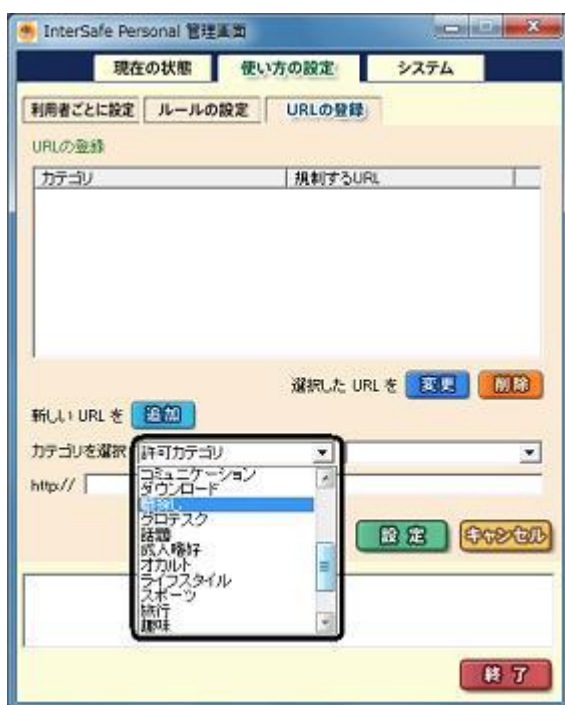 InterSafe Personal 管理画面
現在の状態 使い方の設定 システム
利用者ごとに設定 ルールの設定 URLの登録
URLの登録
カテゴリ 規制するURL
選択した URL を 変更 削除
新しい URL を 追加
カテゴリを選択 許可カテゴリ
http://
コミュニケーション
ダウンロード
職探し
グロテスク
話題
成人嗜好
オカルト
ライフスタイル
スポーツ
旅行
趣味
設定 キャンセル
終了